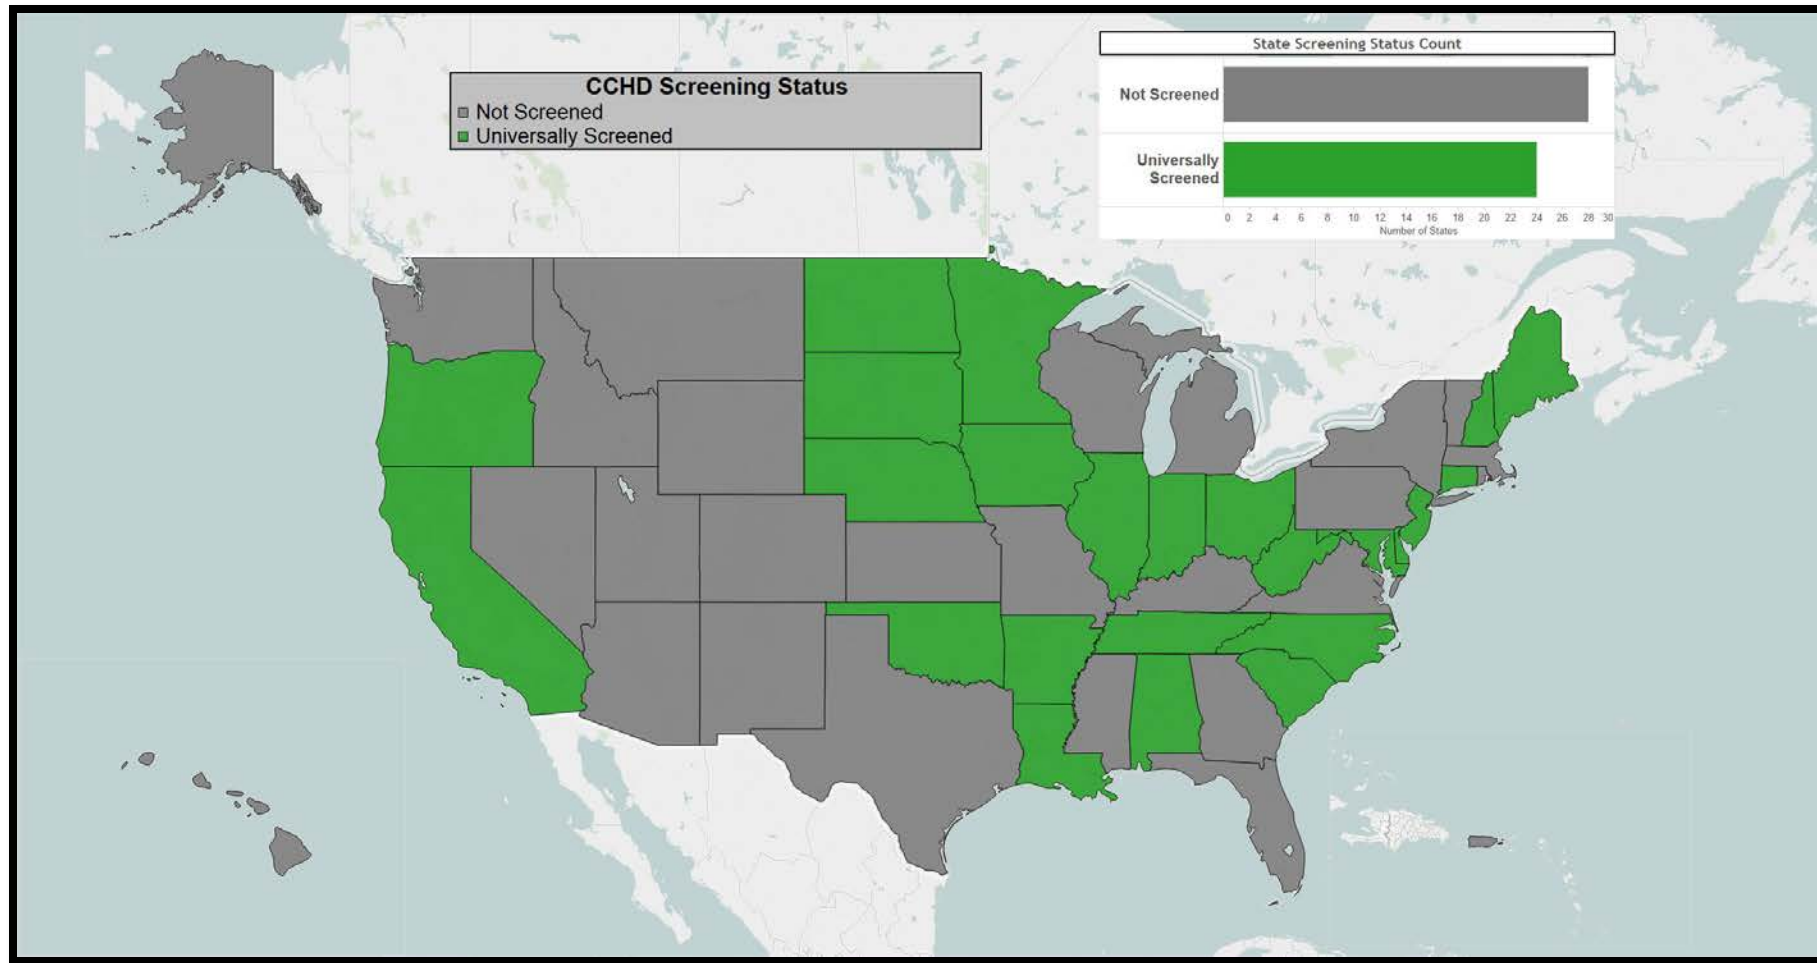 CCHD Screening Status
Not Screened
Universally Screened
State Screening Status Count
Not Screened
Universally
Screened
0 2 4 6 8 10 12 14 16 18 20 22 24 26 28 30
Number of States